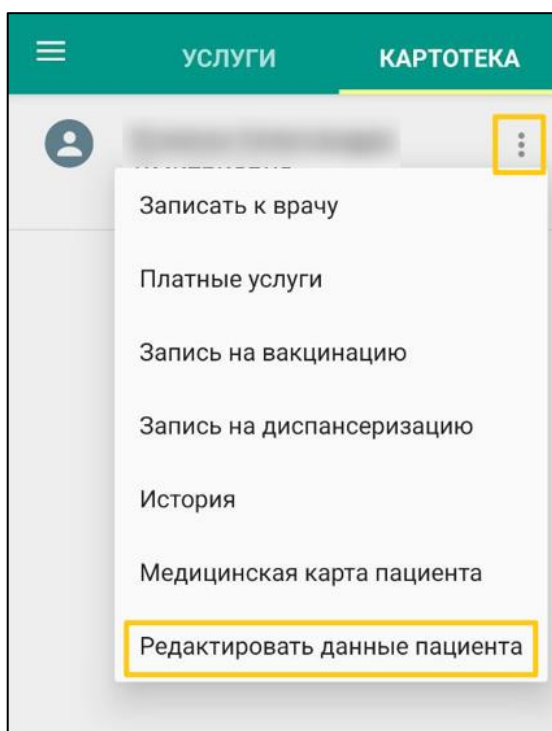 УСЛУГИ КАРТОТЕКА
Записать к врачу
Платные услуги
Запись на вакцинацию
Запись на диспансеризацию
История
Медицинская карта пациента
Редактировать данные пациента